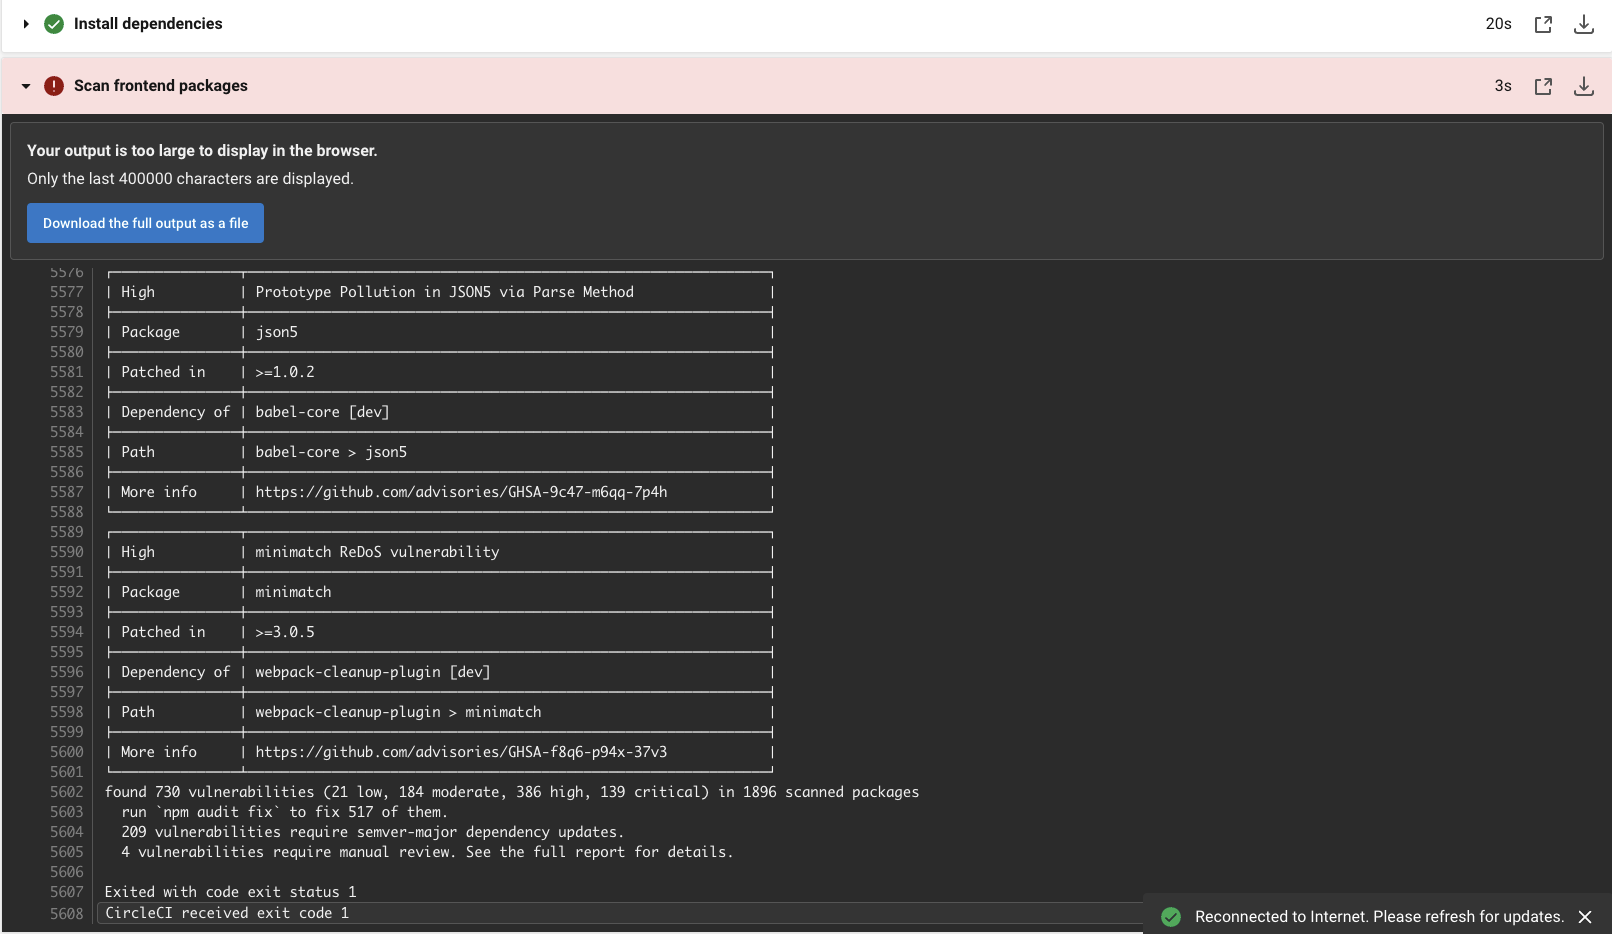 Install dependencies 20s
Scan frontend packages 3s
Your output is too large to display in the browser.
Only the last 400000 characters are displayed.
Download the full output as a file
5576
5577 | High | Prototype Pollution in JSON5 via Parse Method |
5578
5579 | Package | json5 |
5580
5581 | Patched in | >=1.0.2 |
5582
5583 | Dependency of | babel-core [dev] |
5584
5585 | Path | babel-core > json5 |
5586
5587 | More info | https://github.com/advisories/GHSA-9c47-m6qq-7p4h |
5588
5589
5590 | High | minimatch ReDoS vulnerability |
5591
5592 | Package | minimatch |
5593
5594 | Patched in | >=3.0.5 |
5595
5596 | Dependency of | webpack-cleanup-plugin [dev] |
5597
5598 | Path | webpack-cleanup-plugin > minimatch |
5599
5600 | More info | https://github.com/advisories/GHSA-f8q6-p94x-37v3 |
5601
5602 found 730 vulnerabilities (21 low, 184 moderate, 386 high, 139 critical) in 1896 scanned packages
5603 run `npm audit fix` to fix 517 of them.
5604 209 vulnerabilities require semver-major dependency updates.
5605 4 vulnerabilities require manual review. See the full report for details.
5606
5607 Exited with code exit status 1
5608 CircleCI received exit code 1
Reconnected to Internet. Please refresh for updates.